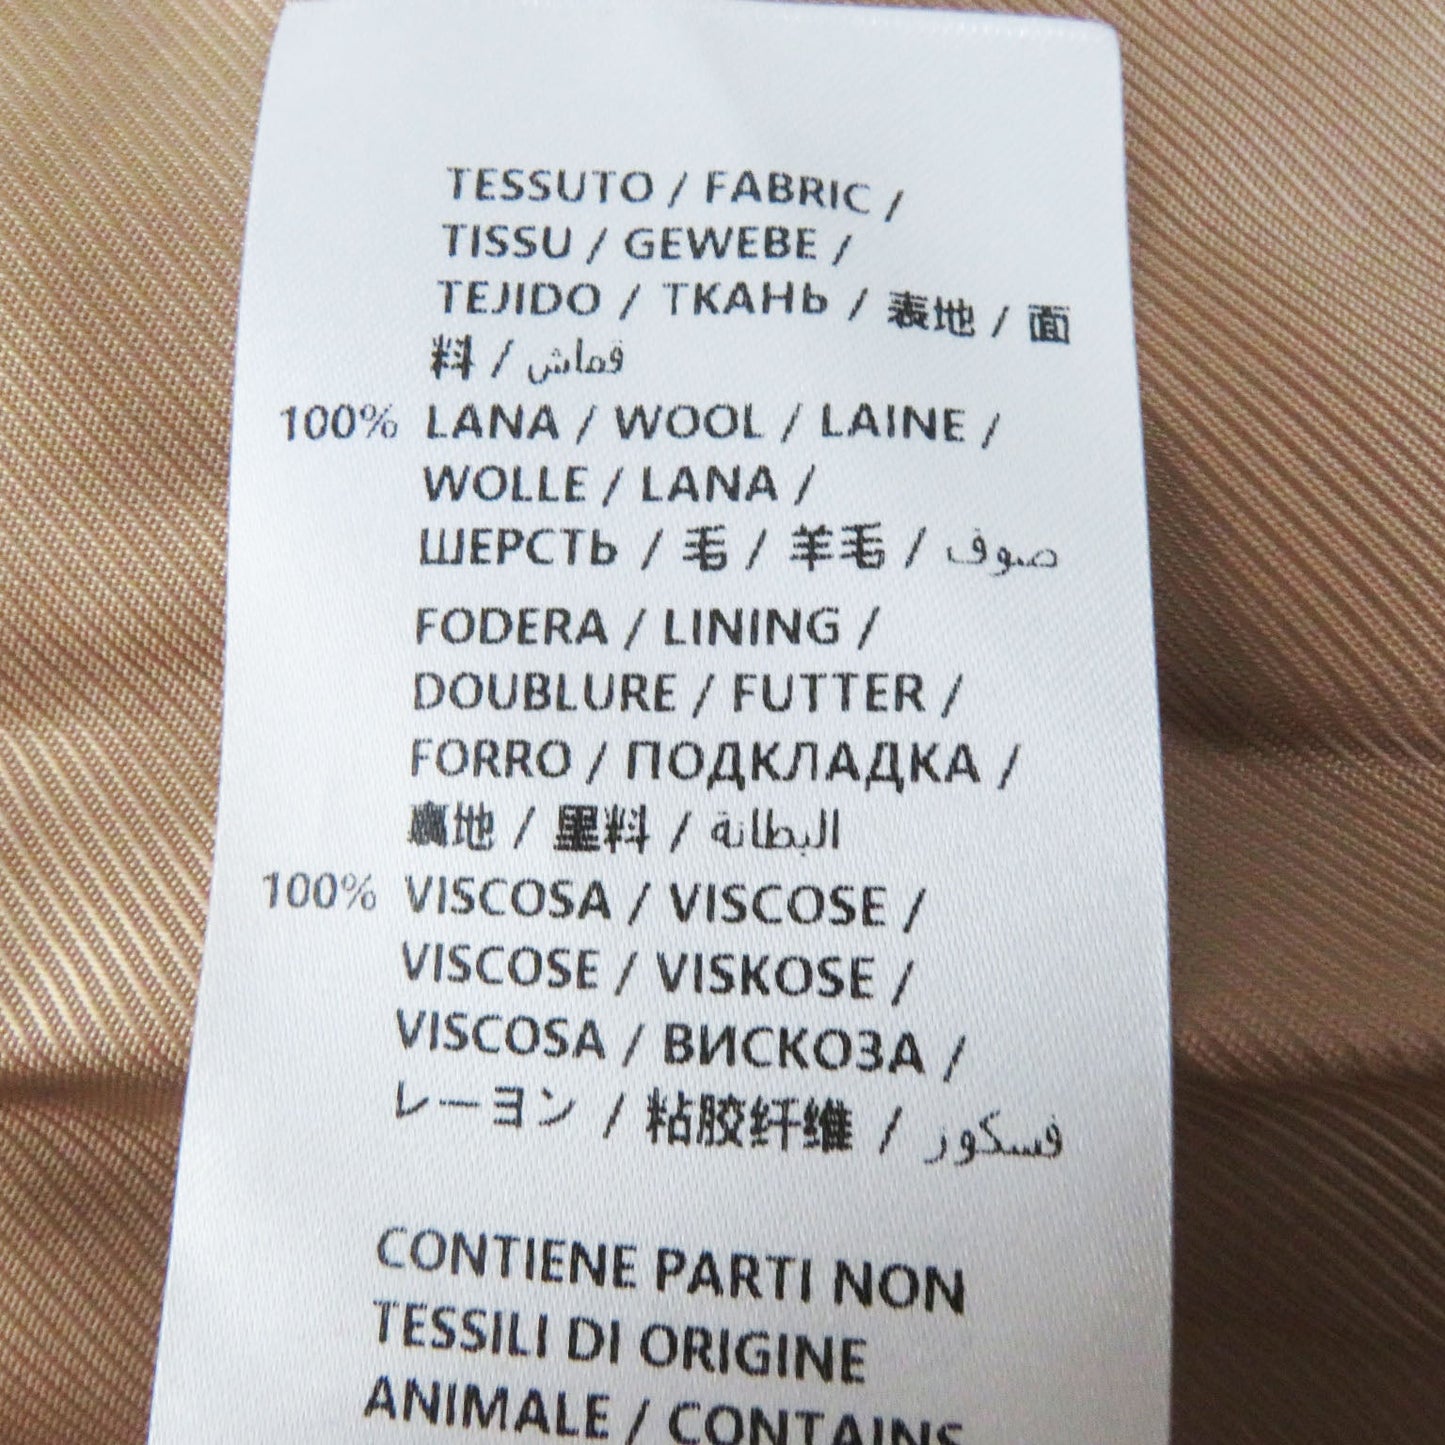 TESSUTO / FABRIC /
TISSU / GEWEBE /
TEJIDO / ТКАНЬ / 表地 / 面
料 / قماش
100% LANA / WOOL / LAINE /
WOLLE / LANA /
ШЕРСТЬ / 毛 / 羊毛 / صوف
FODERA / LINING /
DOUBLURE / FUTTER /
FORRO / ПОДКЛАДКА /
裏地 / 里料 / البطانة
100% VISCOSA / VISCOSE /
VISCOSE / VISKOSE /
VISCOSA / ВИСКОЗА /
レーヨン / 粘胶纤维 / فسكوز
CONTIENE PARTI NON
TESSILI DI ORIGINE
ANIMALE / CONTAINS